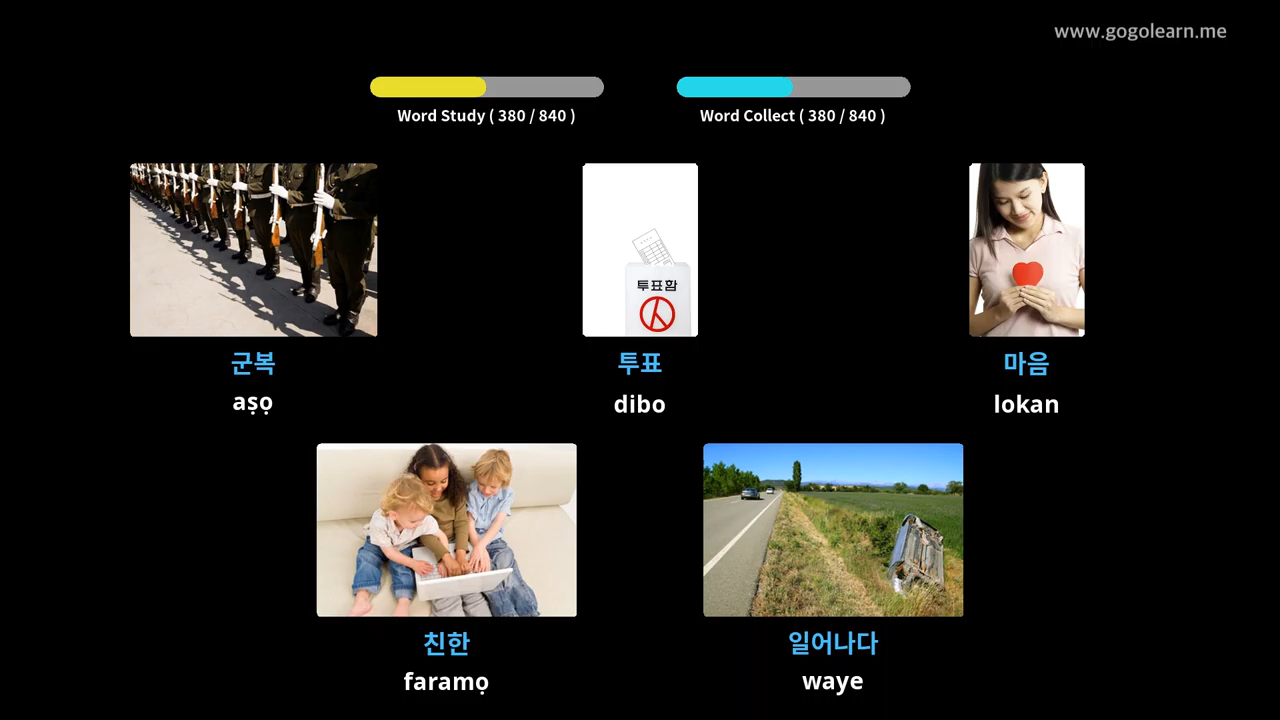 www.gogolearn.me
Word Study ( 380 / 840 )
Word Collect ( 380 / 840 )
투표함
군복
aṣọ
투표
dibo
마음
lokan
친한
faramọ
일어나다
waye